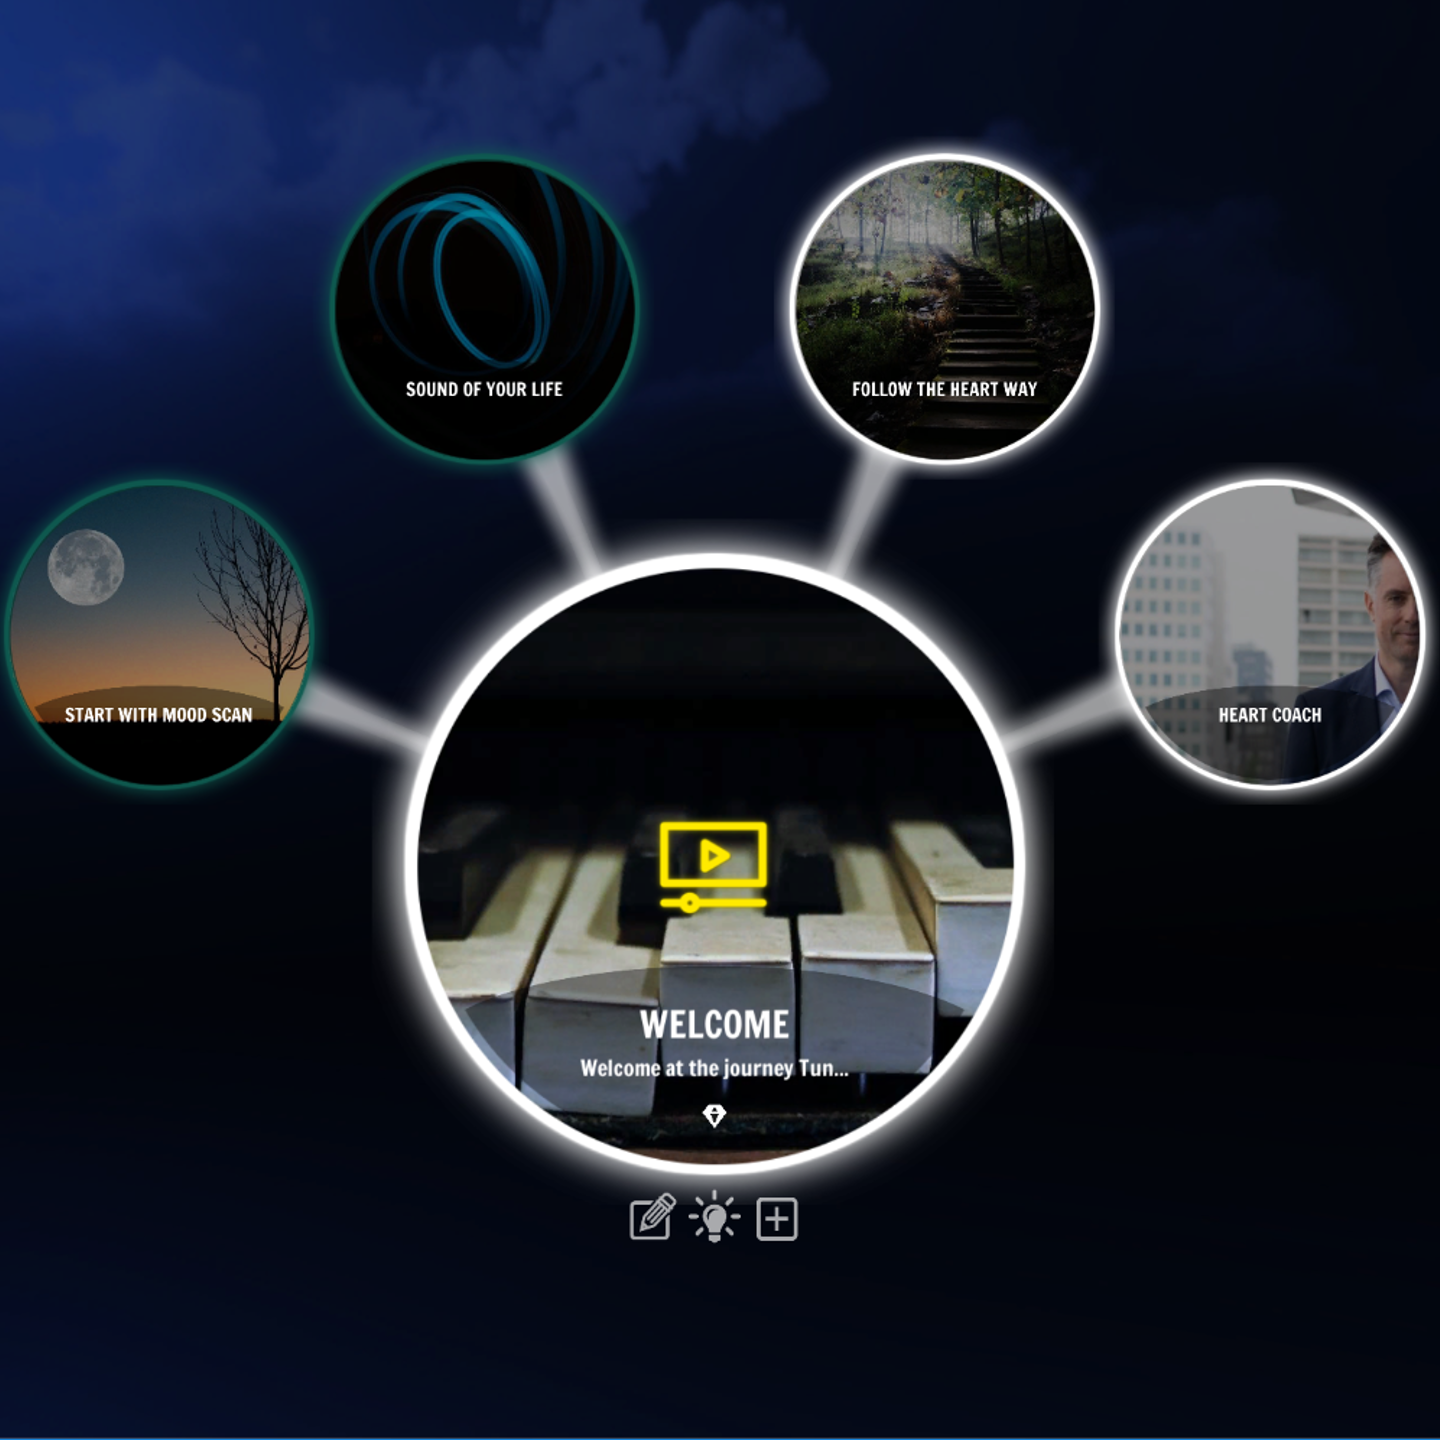 SOUND OF YOUR LIFE
FOLLOW THE HEART WAY
START WITH MOOD SCAN
HEART COACH
WELCOME
Welcome at the journey Tun...